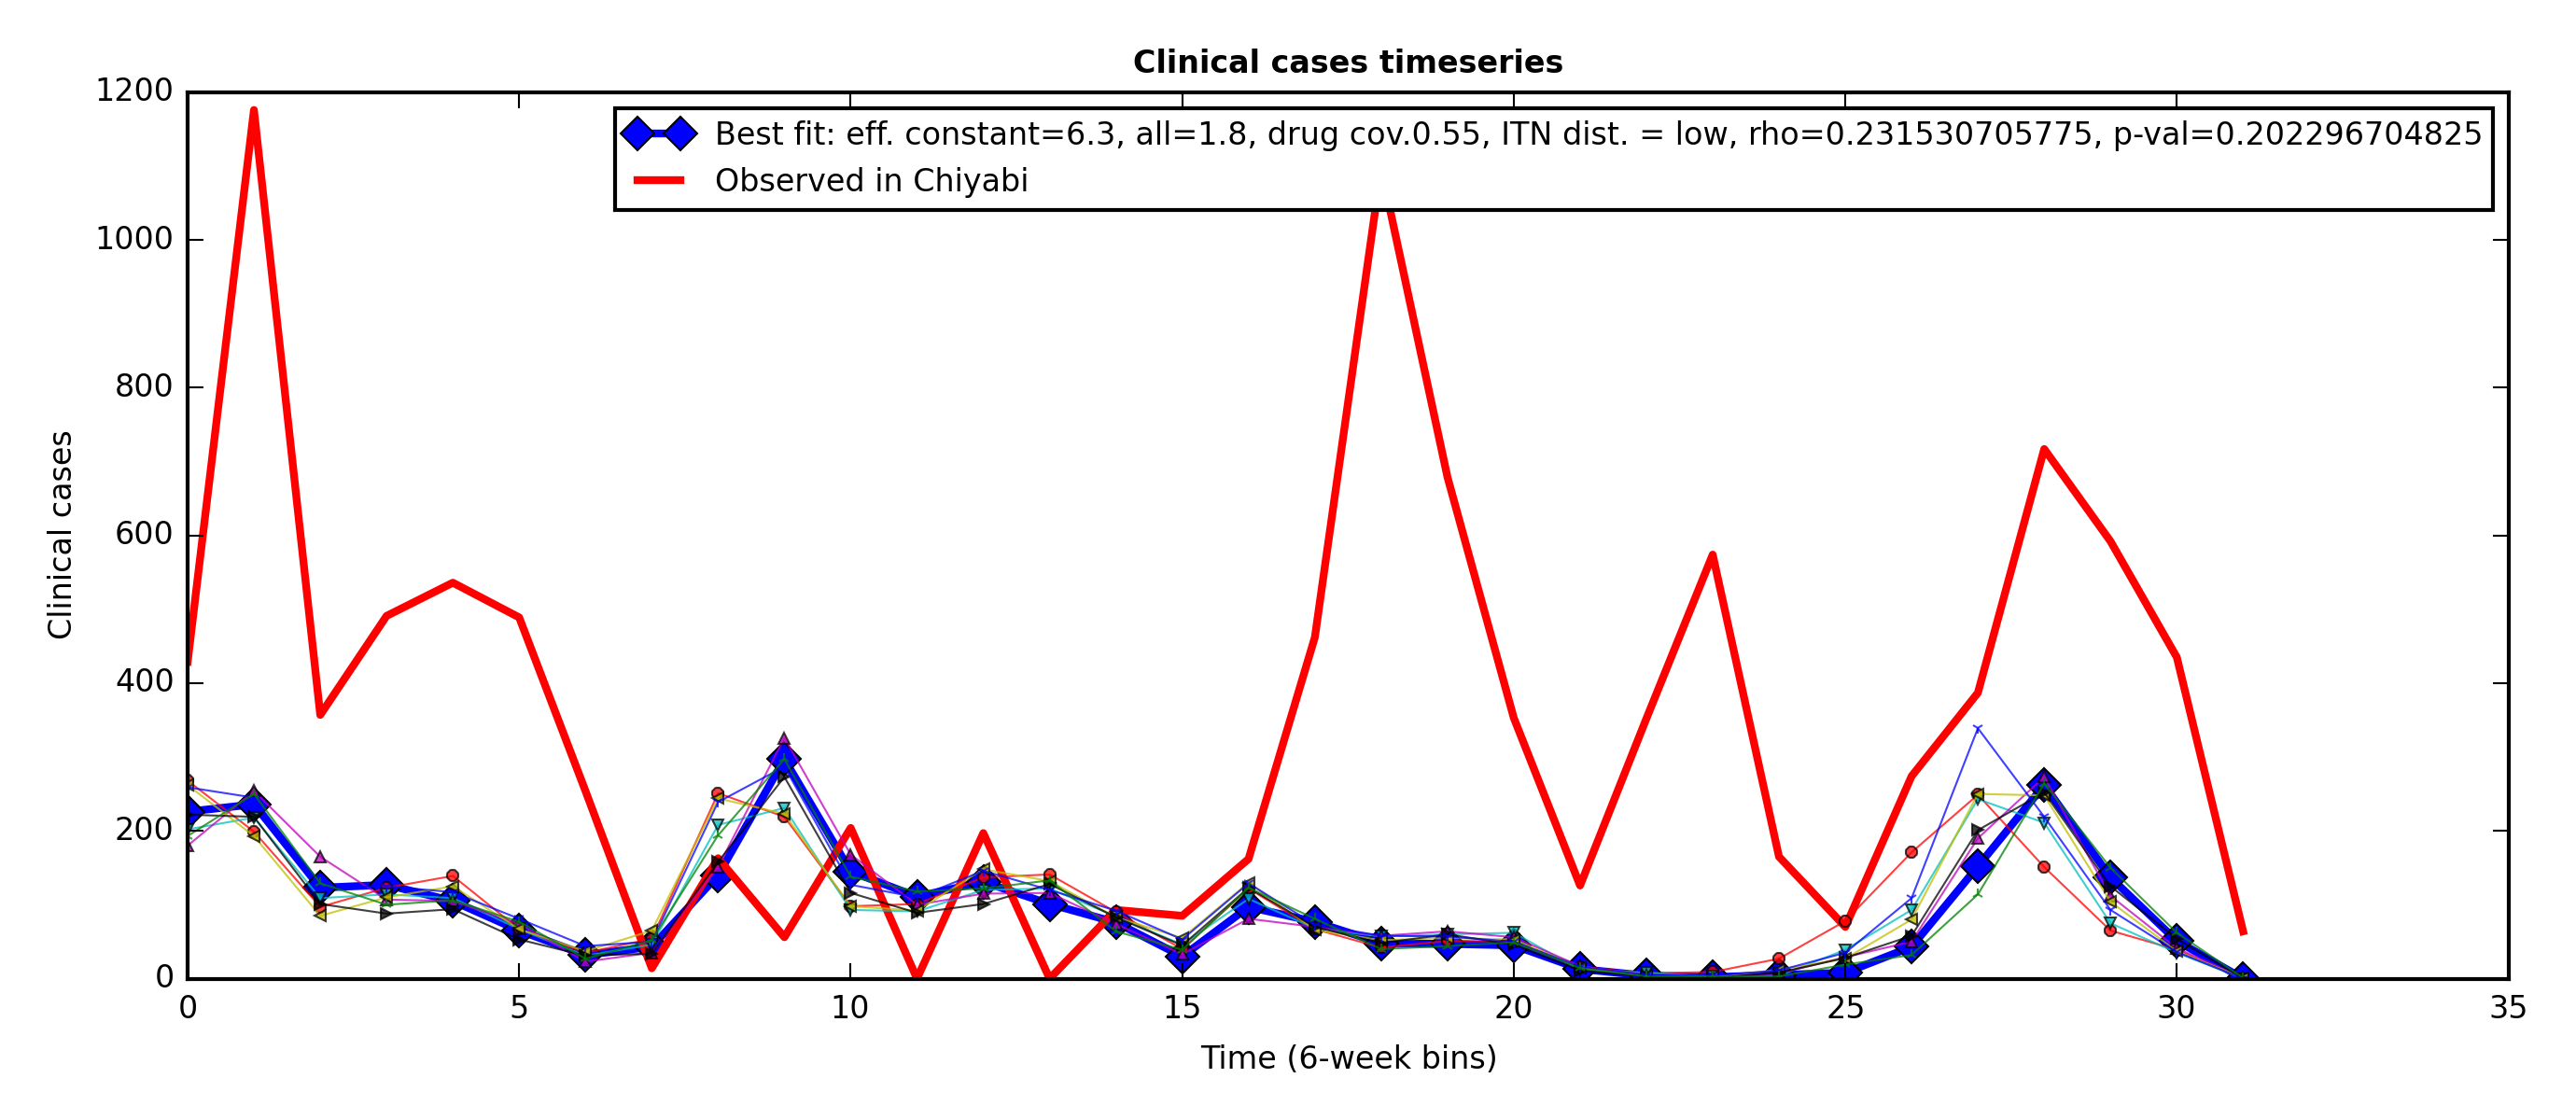 Clinical cases timeseries
Best fit: eff. constant=6.3, all=1.8, drug cov.0.55, ITN dist. = low, rho=0.231530705775, p-val=0.202296704825
Observed in Chiyabi
1200
1000
800
600
400
200
0
Clinical cases
0 5 10 15 20 25 30 35
Time (6-week bins)